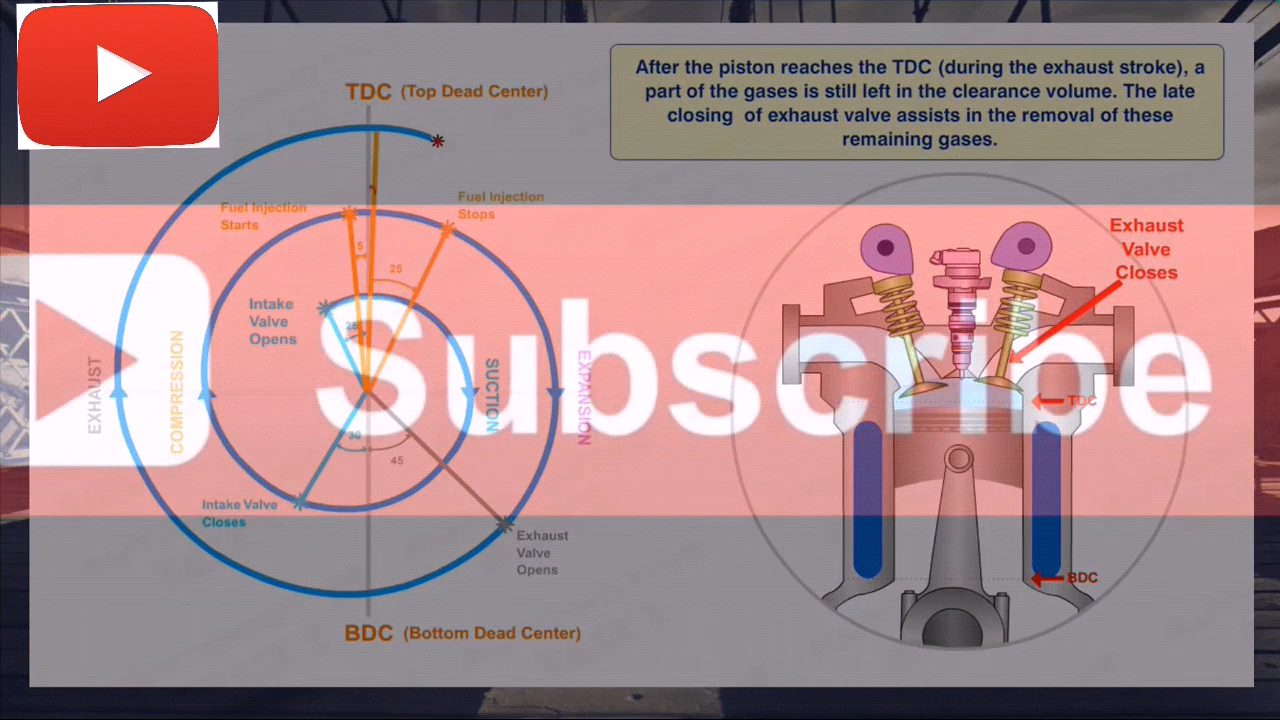 TDC (Top Dead Center)
After the piston reaches the TDC (during the exhaust stroke), a
part of the gases is still left in the clearance volume. The late
closing of exhaust valve assists in the removal of these
remaining gases.
Fuel Injection
Starts
Fuel Injection
Stops
5
25
Intake
Valve
Opens
25
EXHAUST
COMPRESSION
SUCTION
EXPANSION
30
45
Intake Valve
Closes
Exhaust
Valve
Opens
BDC (Bottom Dead Center)
Exhaust
Valve
Closes
TDC
BDC
Subscribe